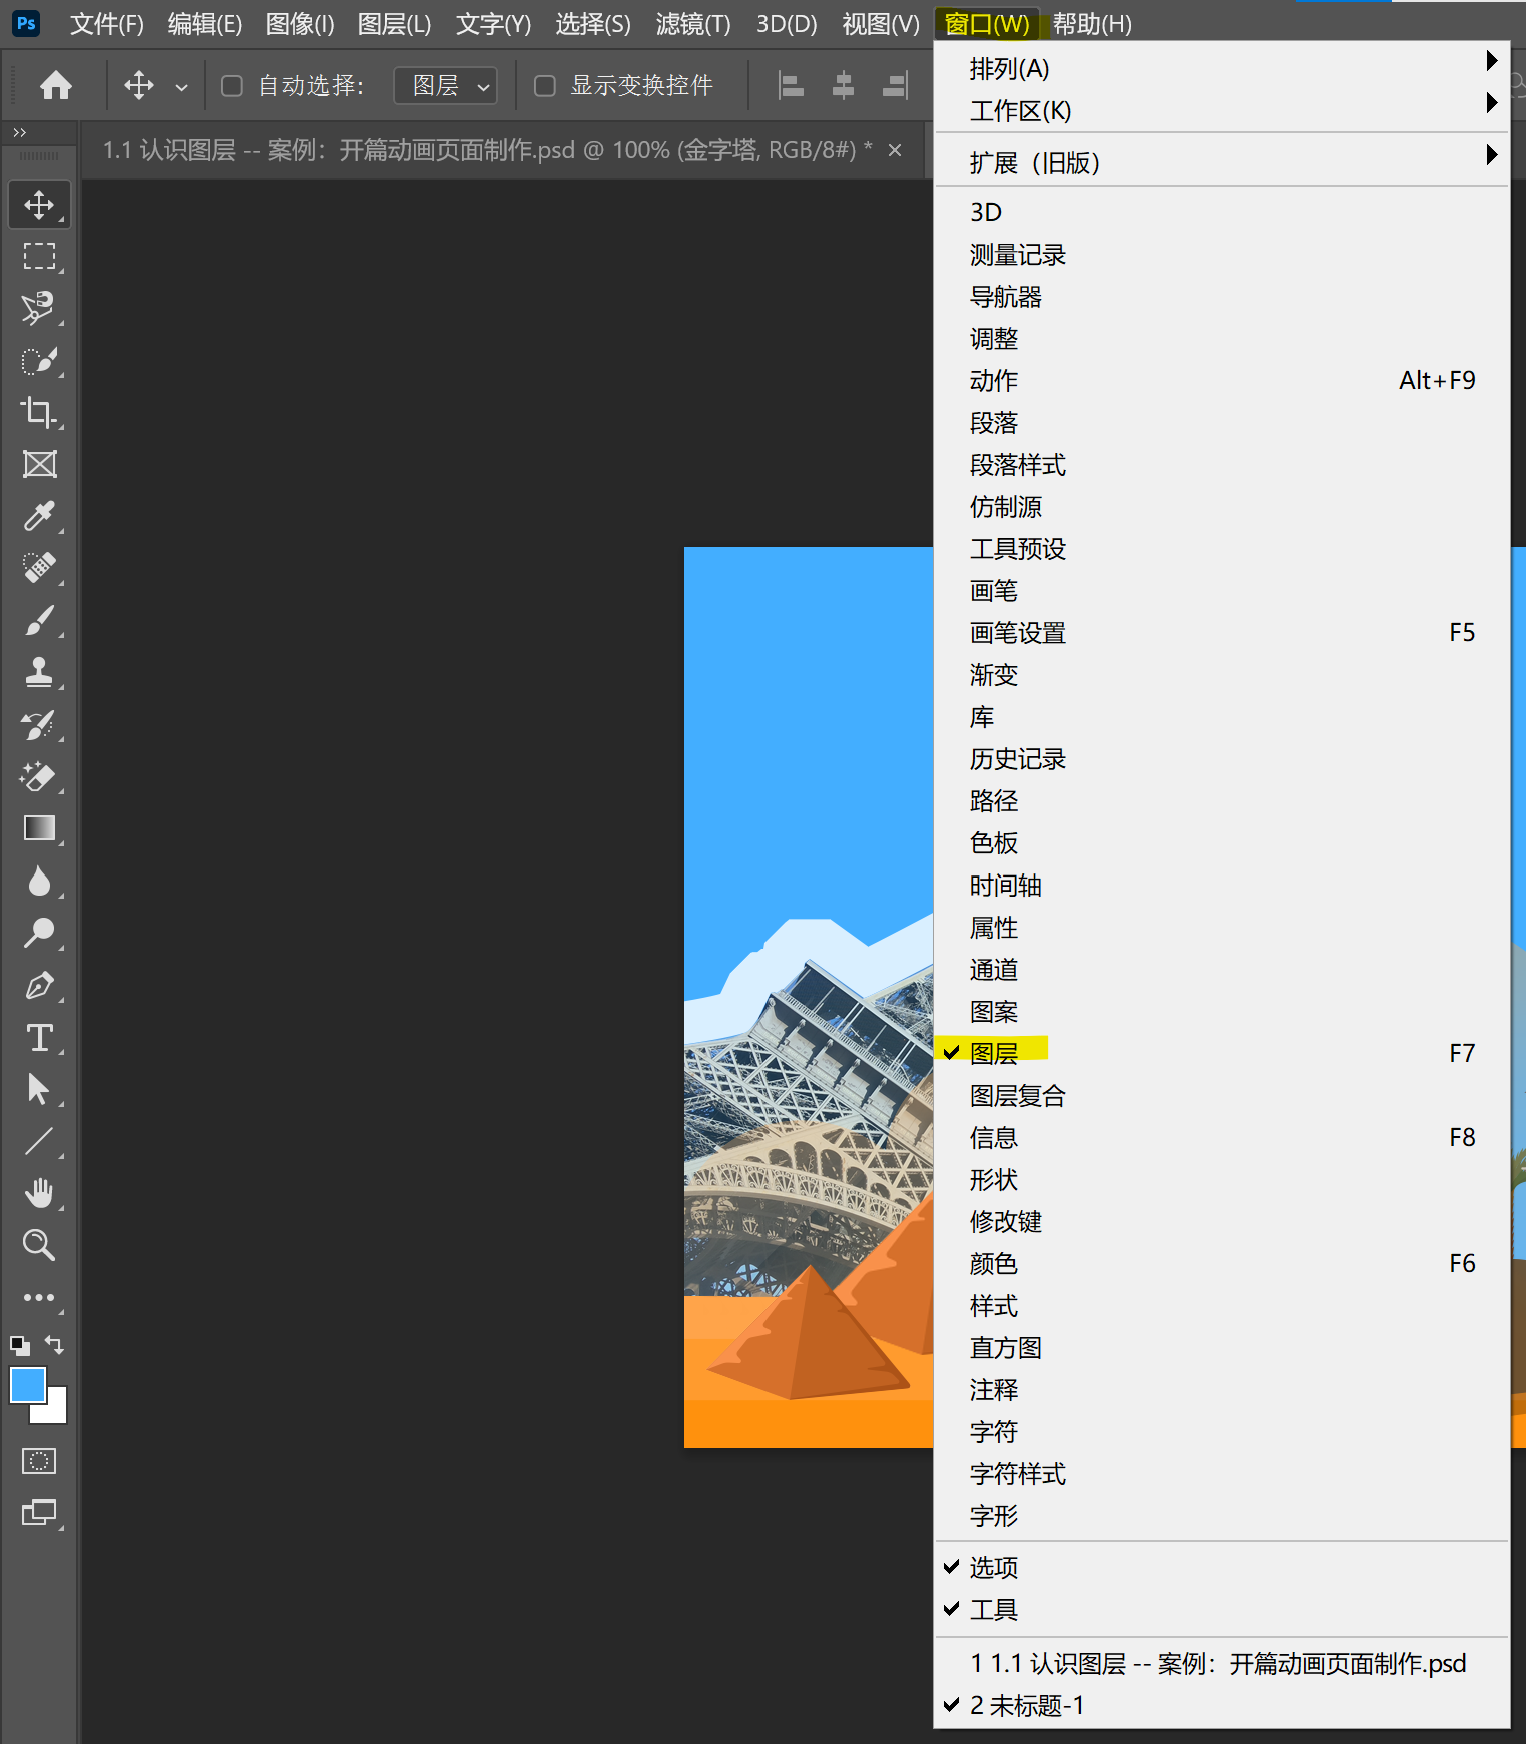 Ps 文件(F) 编辑(E) 图像(I) 图层(L) 文字(Y) 选择(S) 滤镜(T) 3D(D) 视图(V) 窗口(W) 帮助(H)
自动选择： 图层 显示变换控件
1.1 认识图层 -- 案例：开篇动画页面制作.psd @ 100% (金字塔, RGB/8#) * ×
排列(A)
工作区(K)
扩展（旧版）
3D
测量记录
导航器
调整
动作 Alt+F9
段落
段落样式
仿制源
工具预设
画笔
画笔设置 F5
渐变
库
历史记录
路径
色板
时间轴
属性
通道
图案
图层 F7
图层复合
信息 F8
形状
修改键
颜色 F6
样式
直方图
注释
字符
字符样式
字形
选项
工具
1 1.1 认识图层 -- 案例：开篇动画页面制作.psd
2 未标题-1